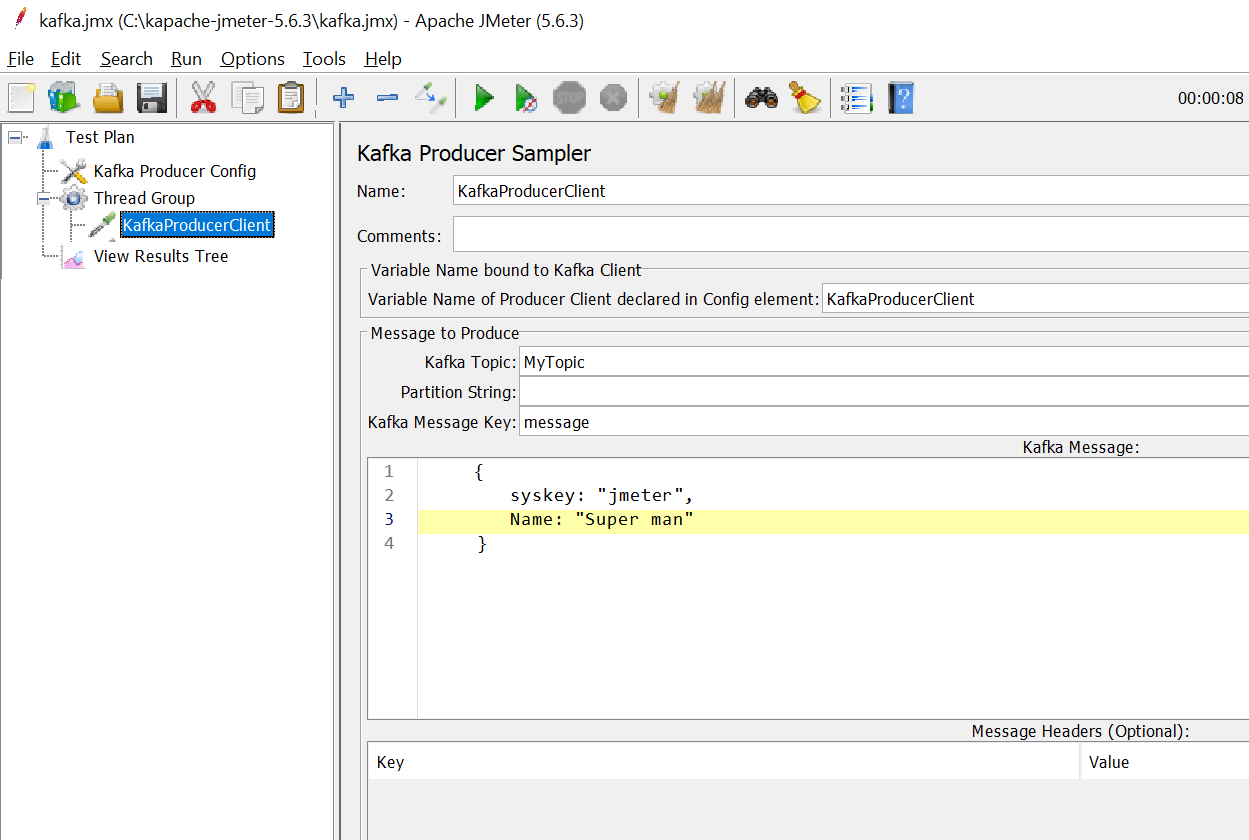 kafka.jmx (C:\kapache-jmeter-5.6.3\kafka.jmx) - Apache JMeter (5.6.3)
File Edit Search Run Options Tools Help
STOP
00:00:08
Test Plan
Kafka Producer Config
Thread Group
KafkaProducerClient
View Results Tree
Kafka Producer Sampler
Name: KafkaProducerClient
Comments:
Variable Name bound to Kafka Client
Variable Name of Producer Client declared in Config element: KafkaProducerClient
Message to Produce
Kafka Topic: MyTopic
Partition String:
Kafka Message Key: message
Kafka Message:
1 {
2 syskey: "jmeter",
3 Name: "Super man"
4 }
Message Headers (Optional):
Key Value